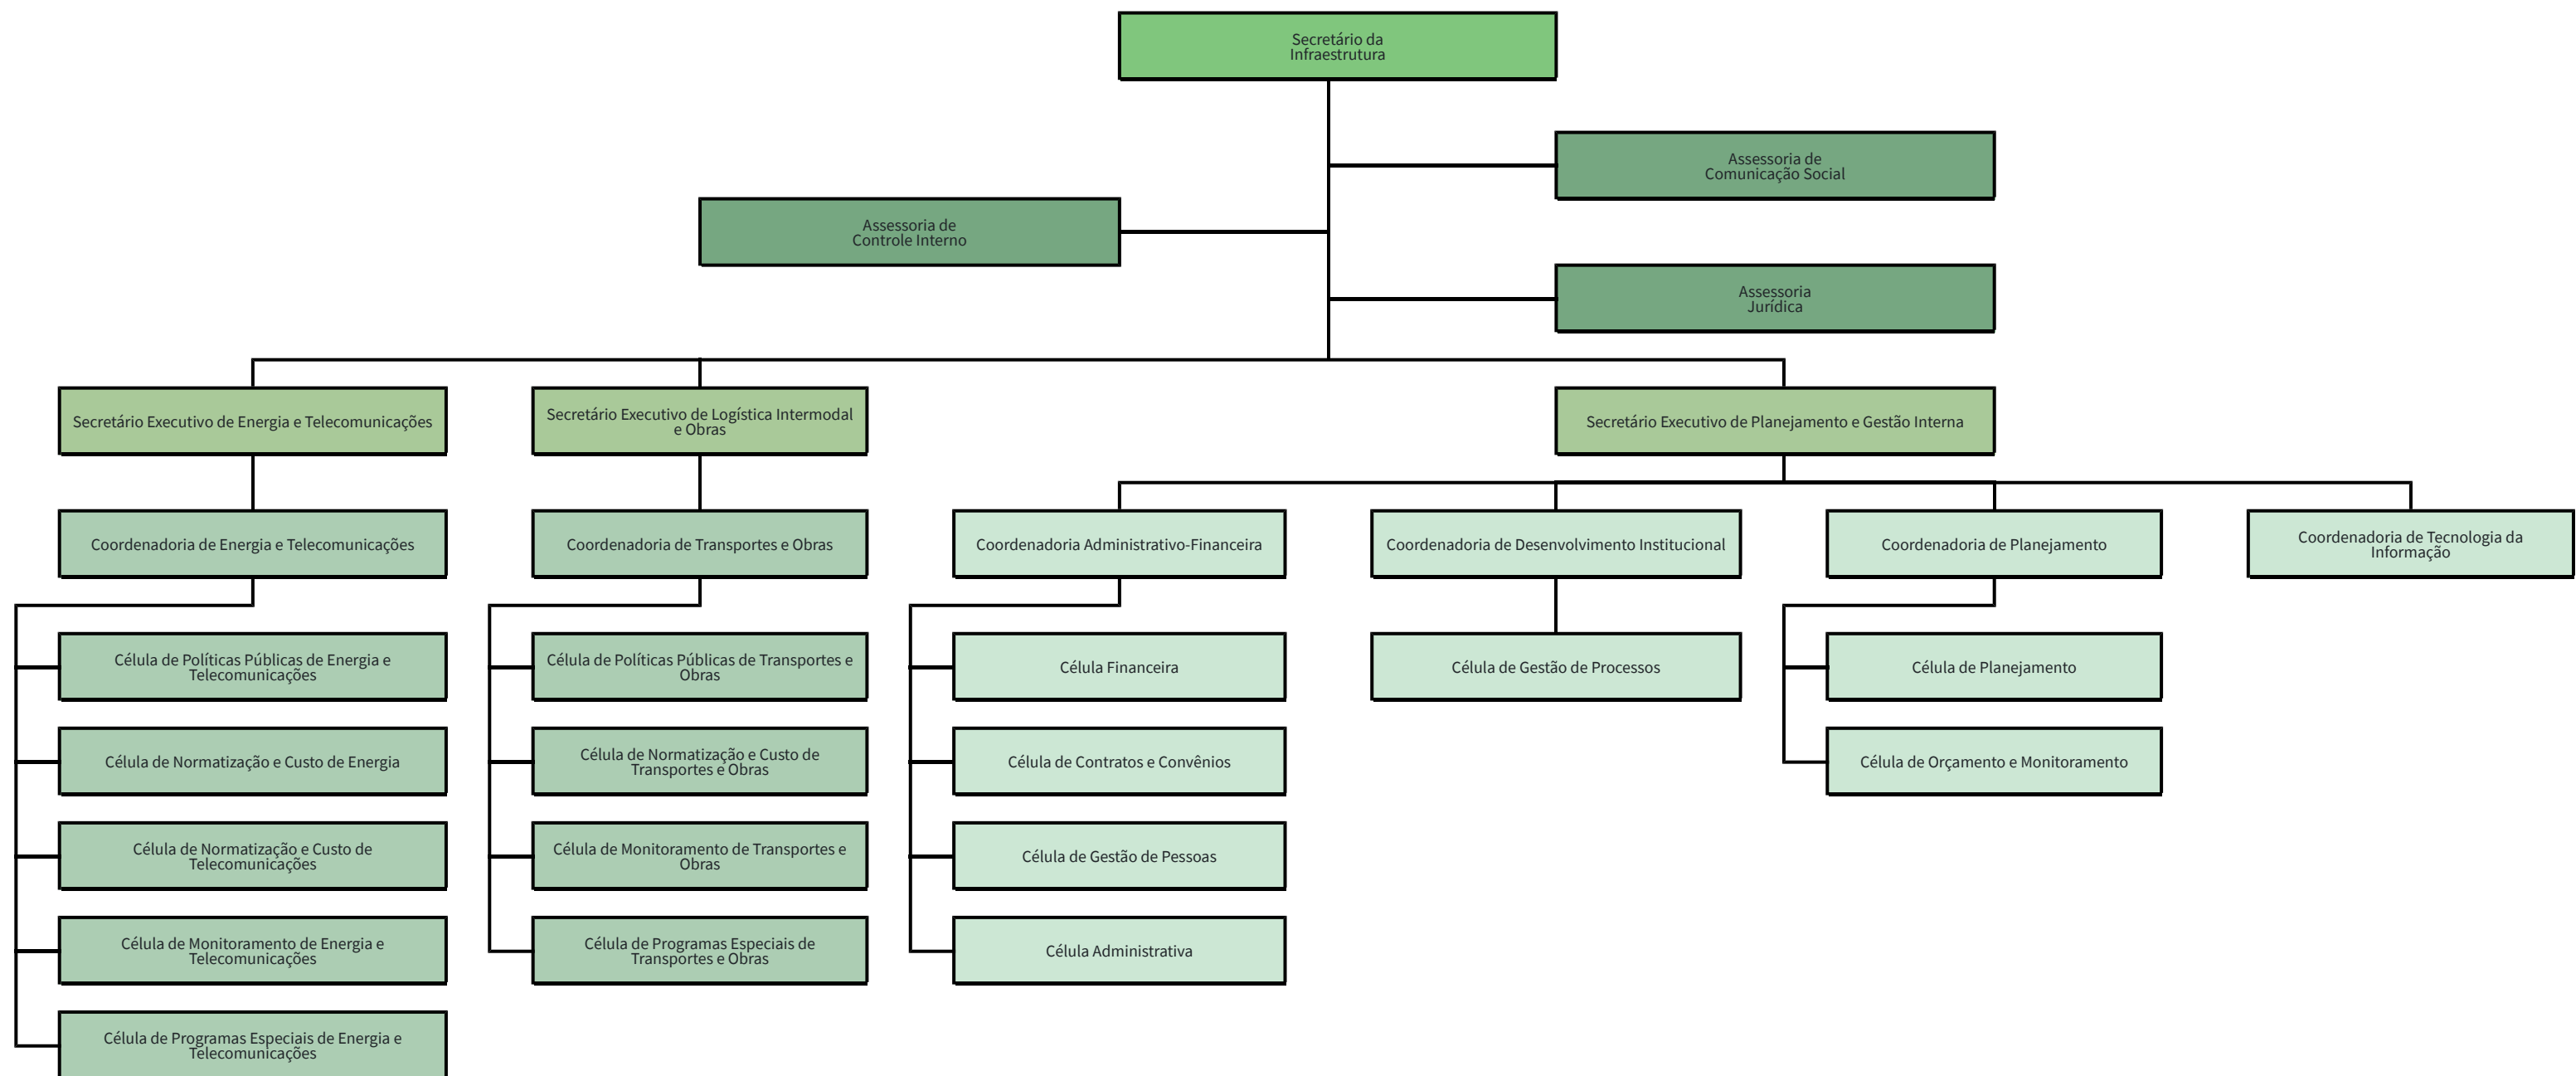 Secretário da
Infraestrutura
Assessoria de
Comunicação Social
Assessoria de
Controle Interno
Assessoria
Jurídica
Secretário Executivo de Energia e Telecomunicações
Secretário Executivo de Logística Intermodal
e Obras
Secretário Executivo de Planejamento e Gestão Interna
Coordenadoria de Energia e Telecomunicações
Coordenadoria de Transportes e Obras
Coordenadoria Administrativo-Financeira
Coordenadoria de Desenvolvimento Institucional
Coordenadoria de Planejamento
Coordenadoria de Tecnologia da
Informação
Célula de Políticas Públicas de Energia e
Telecomunicações
Célula de Políticas Públicas de Transportes e
Obras
Célula Financeira
Célula de Gestão de Processos
Célula de Planejamento
Célula de Normatização e Custo de Energia
Célula de Normatização e Custo de
Transportes e Obras
Célula de Contratos e Convênios
Célula de Orçamento e Monitoramento
Célula de Normatização e Custo de
Telecomunicações
Célula de Monitoramento de Transportes e
Obras
Célula de Gestão de Pessoas
Célula de Monitoramento de Energia e
Telecomunicações
Célula de Programas Especiais de
Transportes e Obras
Célula Administrativa
Célula de Programas Especiais de Energia e
Telecomunicações